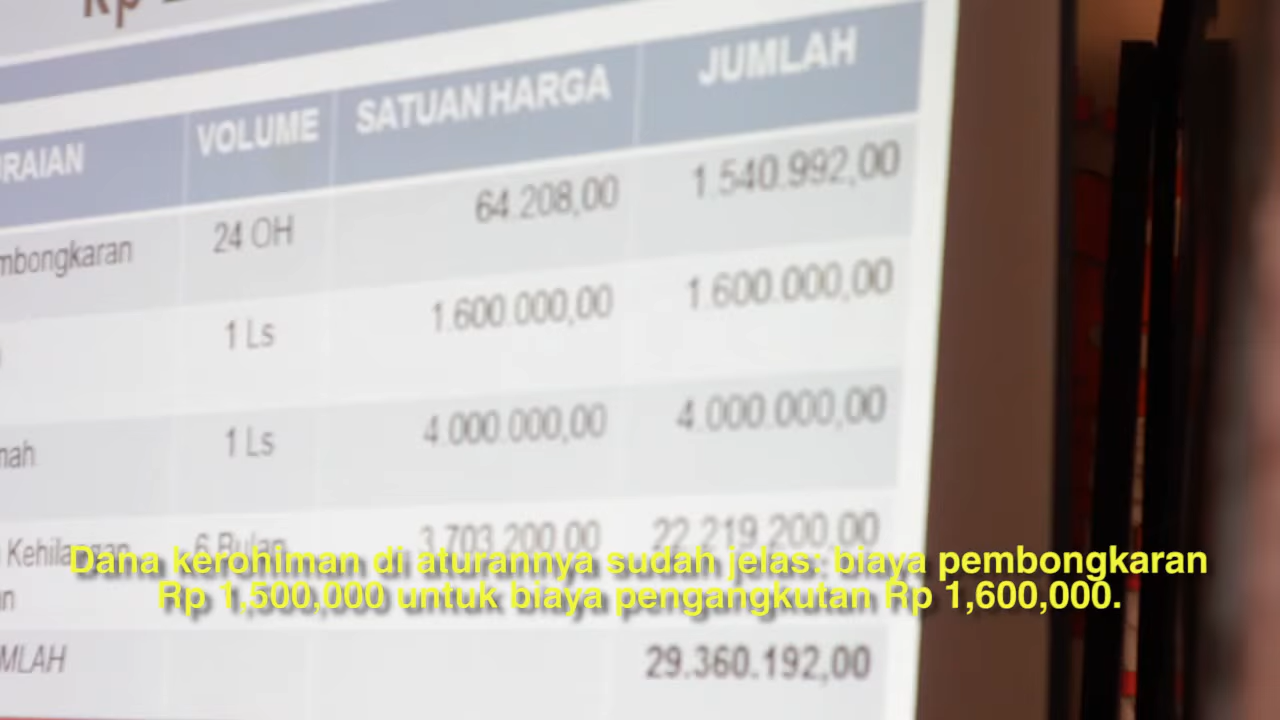 Rp
URAIAN VOLUME SATUAN HARGA JUMLAH
mbongkaran 24 OH 64.208,00 1.540.992,00
1 Ls 1.600.000,00 1.600.000,00
mah 1 Ls 4.000.000,00 4.000.000,00
Kehilangan 6 Bulan 3.703.200,00 22.219.200,00
an
MLAH 29.360.192,00
Dana kerohiman di aturannya sudah jelas: biaya pembongkaran
Rp 1,500,000 untuk biaya pengangkutan Rp 1,600,000.